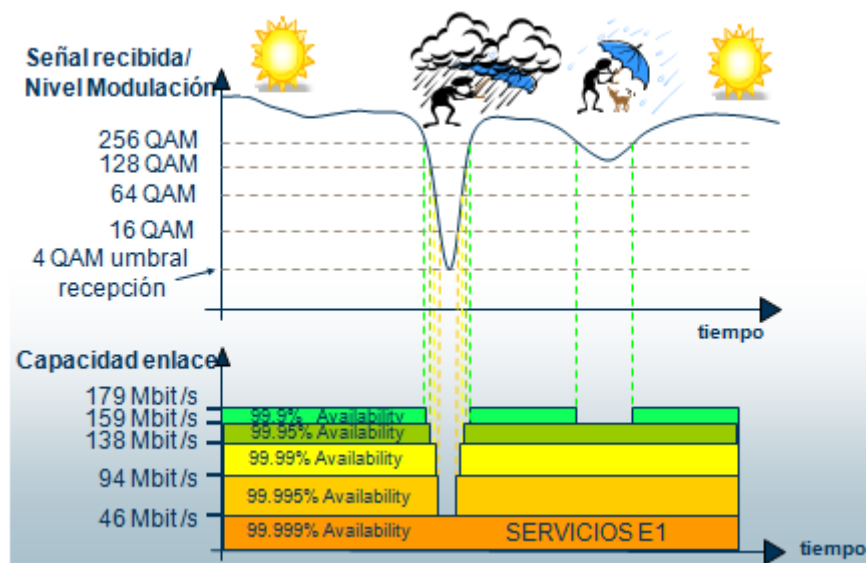 Señal recibida/
Nivel Modulación
256 QAM
128 QAM
64 QAM
16 QAM
4 QAM umbral
recepción
tiempo
Capacidad enlace
179 Mbit/s
159 Mbit/s
138 Mbit/s
94 Mbit/s
46 Mbit/s
99.9% Availability
99.95% Availability
99.99% Availability
99.995% Availability
99.999% Availability
SERVICIOS E1
tiempo